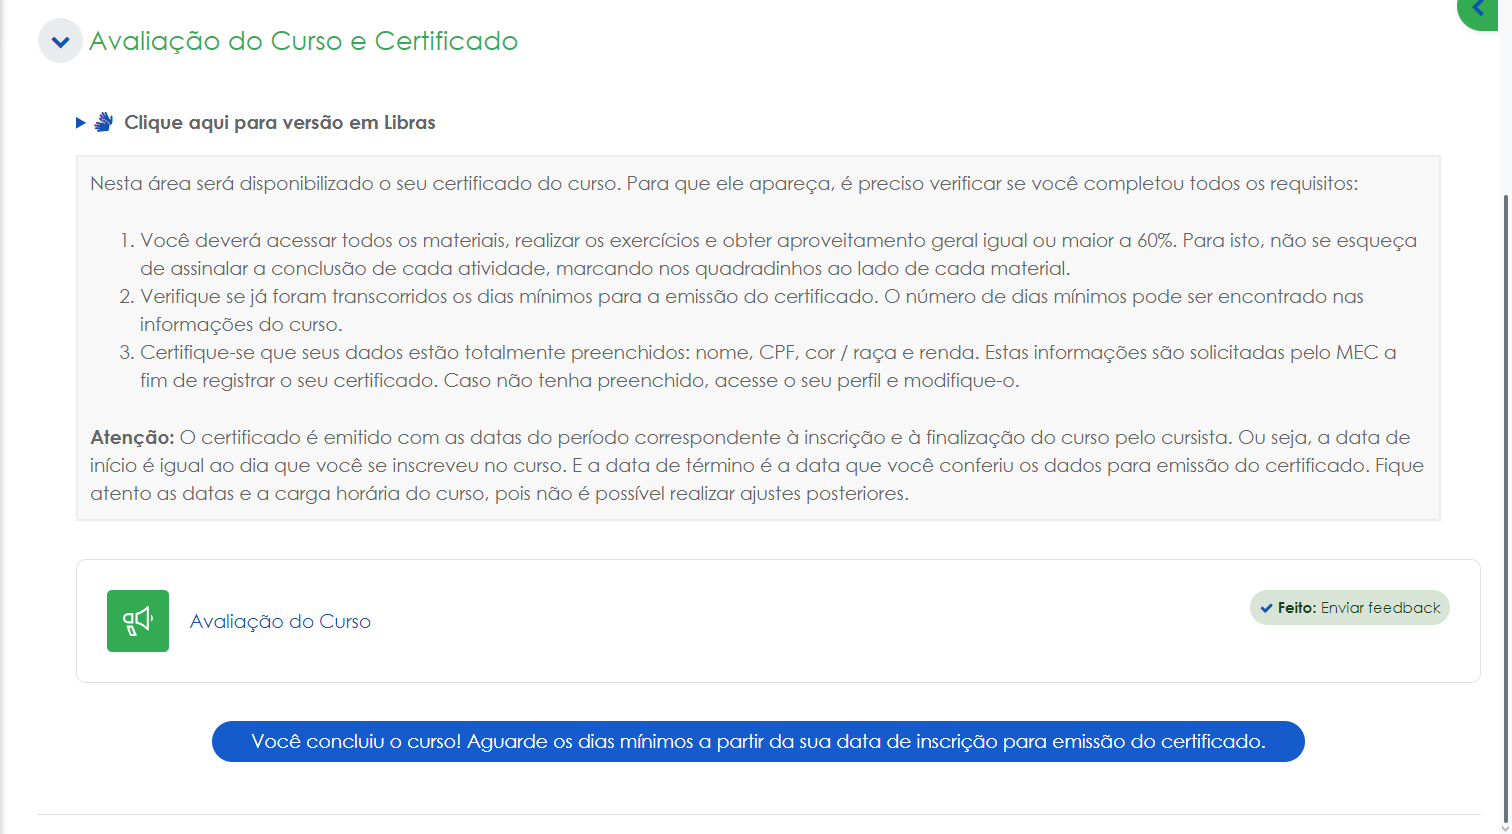 Avaliação do Curso e Certificado
Clique aqui para versão em Libras
Nesta área será disponibilizado o seu certificado do curso. Para que ele apareça, é preciso verificar se você completou todos os requisitos:
1. Você deverá acessar todos os materiais, realizar os exercícios e obter aproveitamento geral igual ou maior a 60%. Para isto, não se esqueça
de assinalar a conclusão de cada atividade, marcando nos quadradinhos ao lado de cada material.
2. Verifique se já foram transcorridos os dias mínimos para a emissão do certificado. O número de dias mínimos pode ser encontrado nas
informações do curso.
3. Certifique-se que seus dados estão totalmente preenchidos: nome, CPF, cor / raça e renda. Estas informações são solicitadas pelo MEC a
fim de registrar o seu certificado. Caso não tenha preenchido, acesse o seu perfil e modifique-o.
Atenção: O certificado é emitido com as datas do período correspondente à inscrição e à finalização do curso pelo cursista. Ou seja, a data de
início é igual ao dia que você se inscreveu no curso. E a data de término é a data que você conferiu os dados para emissão do certificado. Fique
atento as datas e a carga horária do curso, pois não é possível realizar ajustes posteriores.
Avaliação do Curso
Feito: Enviar feedback
Você concluiu o curso! Aguarde os dias mínimos a partir da sua data de inscrição para emissão do certificado.